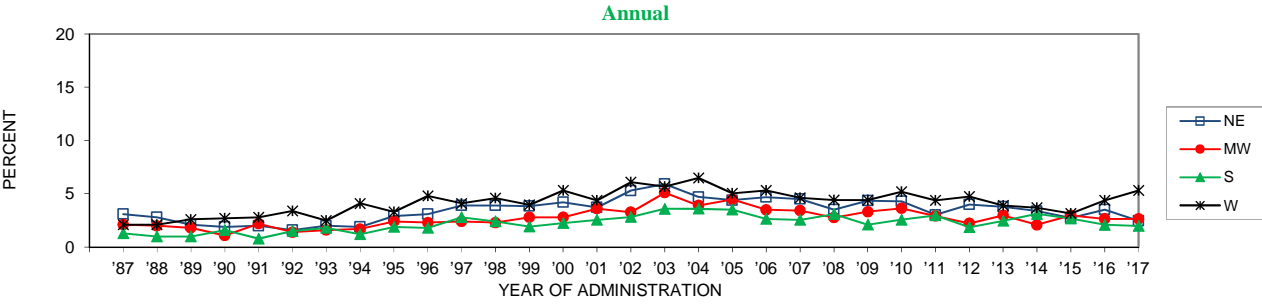 Annual
20
15
10
5
0
PERCENT
’87 ’88 ’89 ’90 ’91 ’92 ’93 ’94 ’95 ’96 ’97 ’98 ’99 ’00 ’01 ’02 ’03 ’04 ’05 ’06 ’07 ’08 ’09 ’10 ’11 ’12 ’13 ’14 ’15 ’16 ’17
YEAR OF ADMINISTRATION
NE
MW
S
W